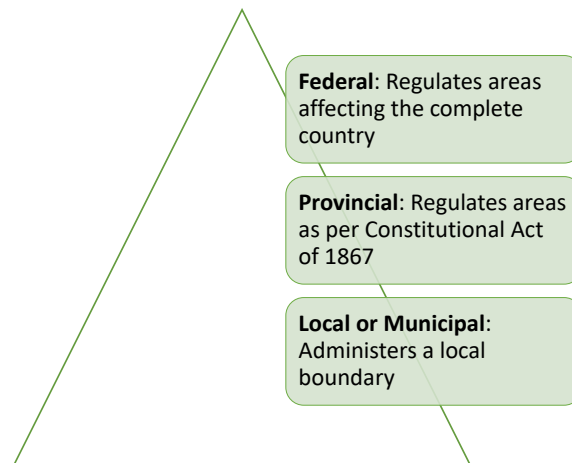 Federal: Regulates areas
affecting the complete
country
Provincial: Regulates areas
as per Constitutional Act
of 1867
Local or Municipal:
Administers a local
boundary